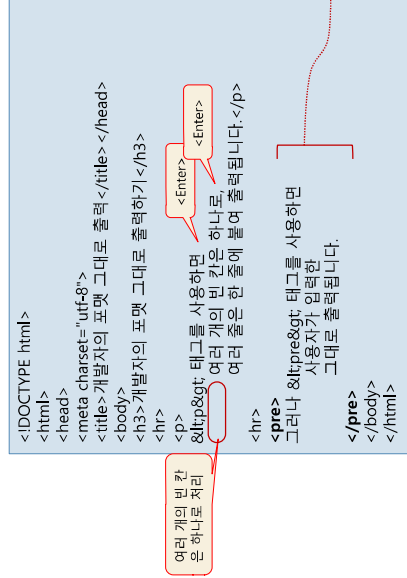 <!DOCTYPE html>
<html>
<head>
<meta charset="utf-8">
<title>개발자의 포맷 그대로 출력</title></head>
<body>
<h3>개발자의 포맷 그대로 출력하기</h3>
<hr>
<p>
&lt;p&gt; 태그를 사용하면
<Enter>
여러 개의 빈 칸은 하나로,
<Enter>
여러 줄은 한 줄에 붙여 출력됩니다.</p>
<hr>
<pre>
그러나 &lt;pre&gt; 태그를 사용하면
사용자가 입력한
그대로 출력됩니다.
</pre>
</body>
</html>
여러 개의 빈 칸
은 하나로 처리